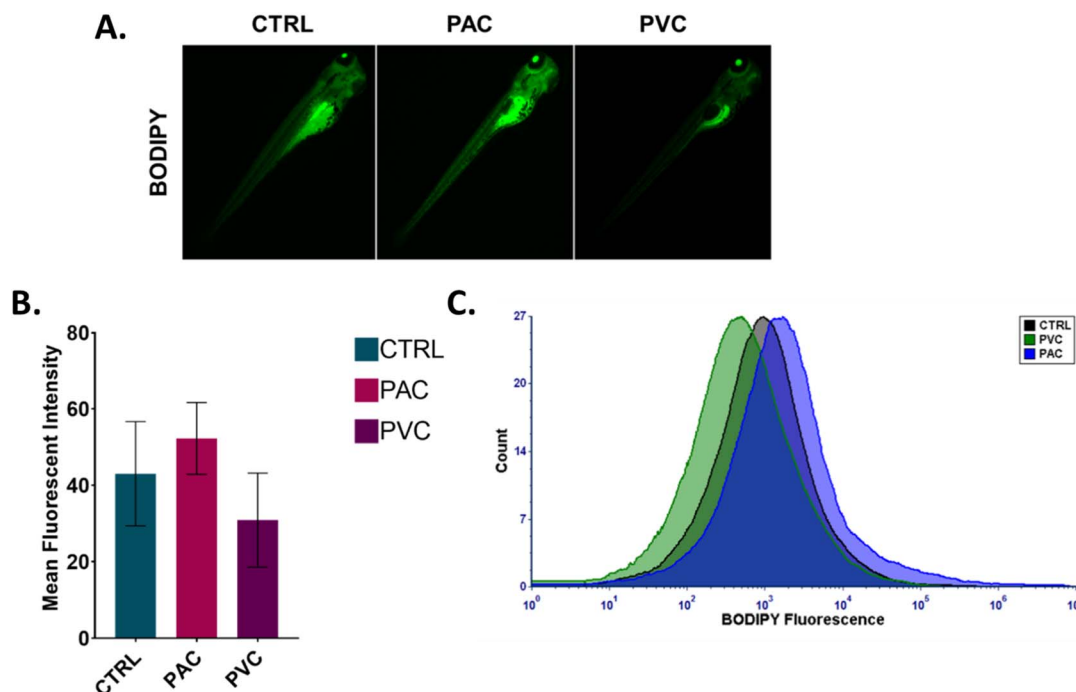 A.
CTRL PAC PVC
BODIPY
B.
80
60
40
20
0
Mean Fluorescent Intensity
CTRL
PAC
PVC
CTRL
PAC
PVC
C.
27
20
14
7
0
Count
10⁰ 10¹ 10² 10³ 10⁴ 10⁵ 10⁶ 10
BODIPY Fluorescence
CTRL
PVC
PAC